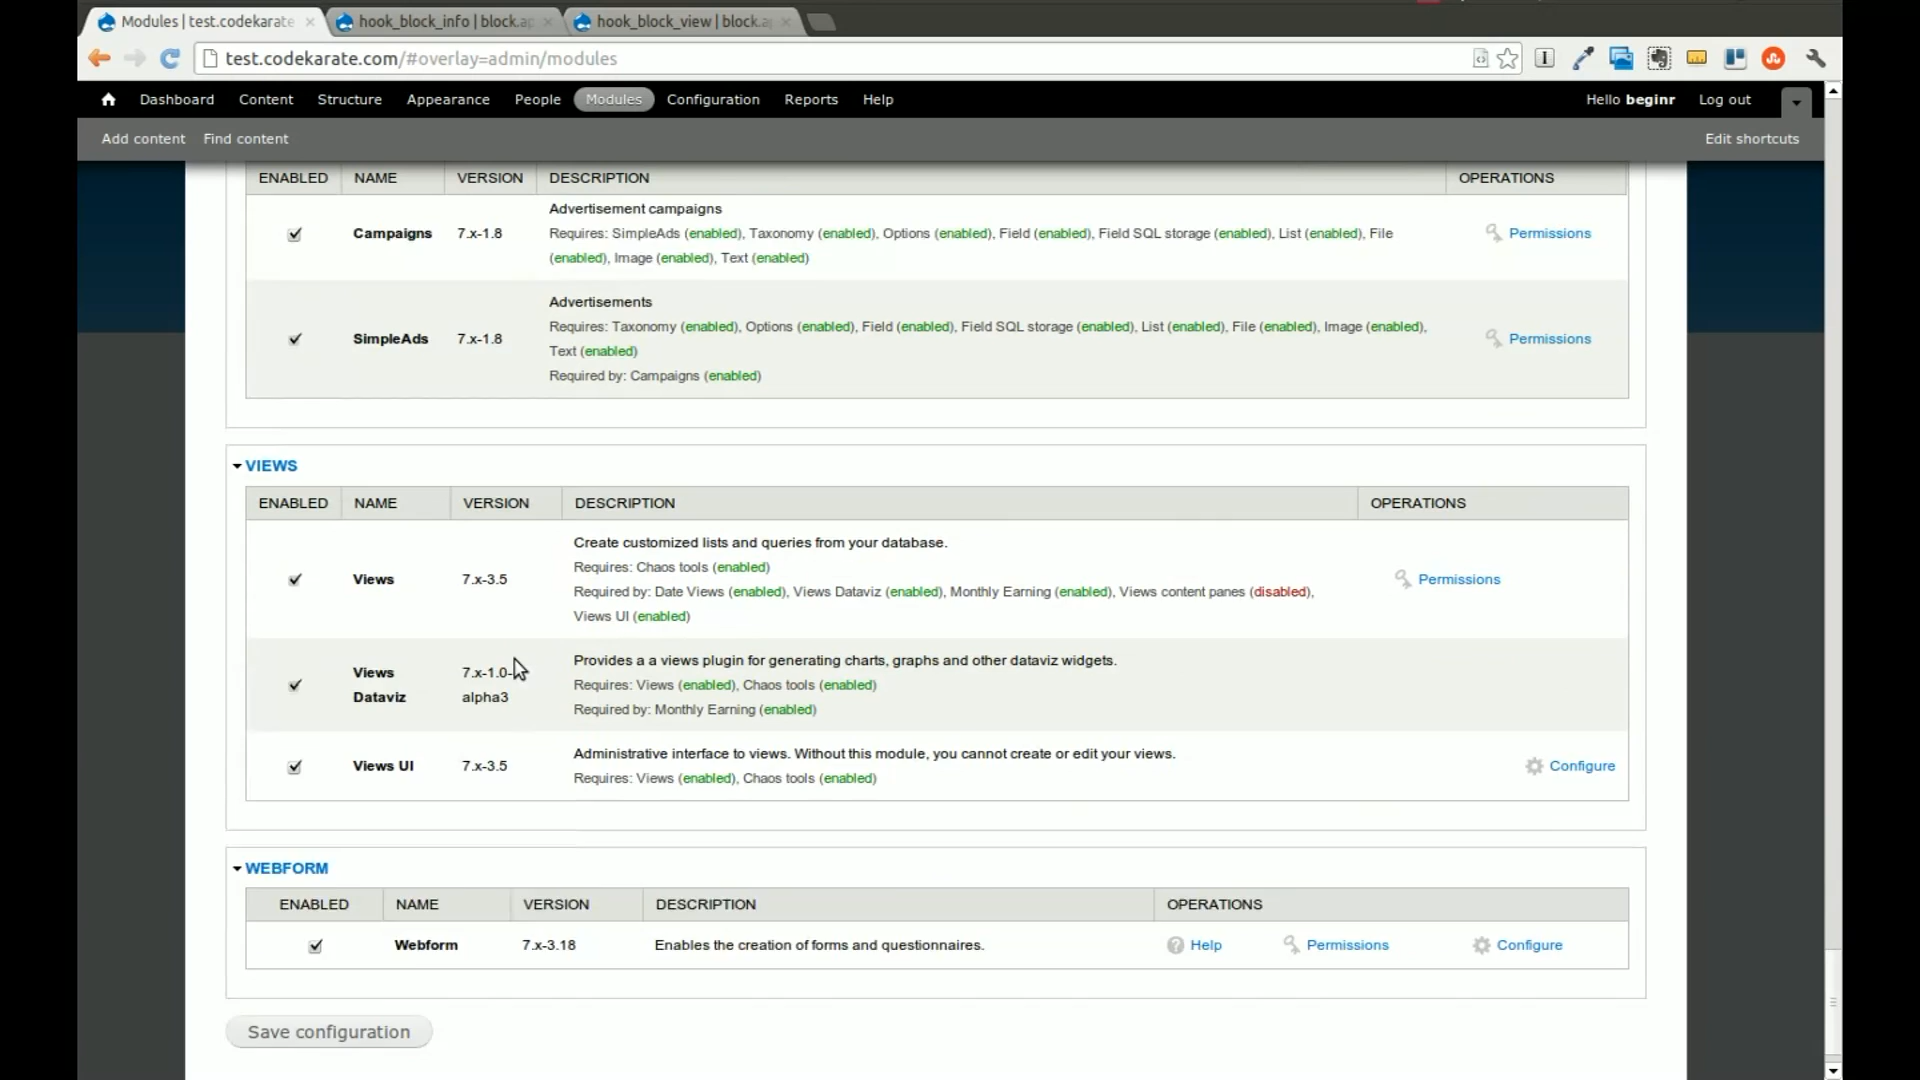 Modules | test.codekarate
hook_block_info | block.ap
hook_block_view | block.a
test.codekarate.com/#overlay=admin/modules
Dashboard Content Structure Appearance People Modules Configuration Reports Help Hello beginr Log out
Add content Find content Edit shortcuts
ENABLED NAME VERSION DESCRIPTION OPERATIONS
Advertisement campaigns
Campaigns 7.x-1.8 Requires: SimpleAds (enabled), Taxonomy (enabled), Options (enabled), Field (enabled), Field SQL storage (enabled), List (enabled), File Permissions
(enabled), Image (enabled), Text (enabled)
Advertisements
Requires: Taxonomy (enabled), Options (enabled), Field (enabled), Field SQL storage (enabled), List (enabled), File (enabled), Image (enabled),
SimpleAds 7.x-1.8 Permissions
Text (enabled)
Required by: Campaigns (enabled)
VIEWS
ENABLED NAME VERSION DESCRIPTION OPERATIONS
Create customized lists and queries from your database.
Requires: Chaos tools (enabled)
Views 7.x-3.5 Permissions
Required by: Date Views (enabled), Views Dataviz (enabled), Monthly Earning (enabled), Views content panes (disabled),
Views UI (enabled)
Provides a a views plugin for generating charts, graphs and other dataviz widgets.
Views 7.x-1.0-
Requires: Views (enabled), Chaos tools (enabled)
Dataviz alpha3
Required by: Monthly Earning (enabled)
Administrative interface to views. Without this module, you cannot create or edit your views.
Views UI 7.x-3.5 Configure
Requires: Views (enabled), Chaos tools (enabled)
WEBFORM
ENABLED NAME VERSION DESCRIPTION OPERATIONS
Webform 7.x-3.18 Enables the creation of forms and questionnaires. Help Permissions Configure
Save configuration